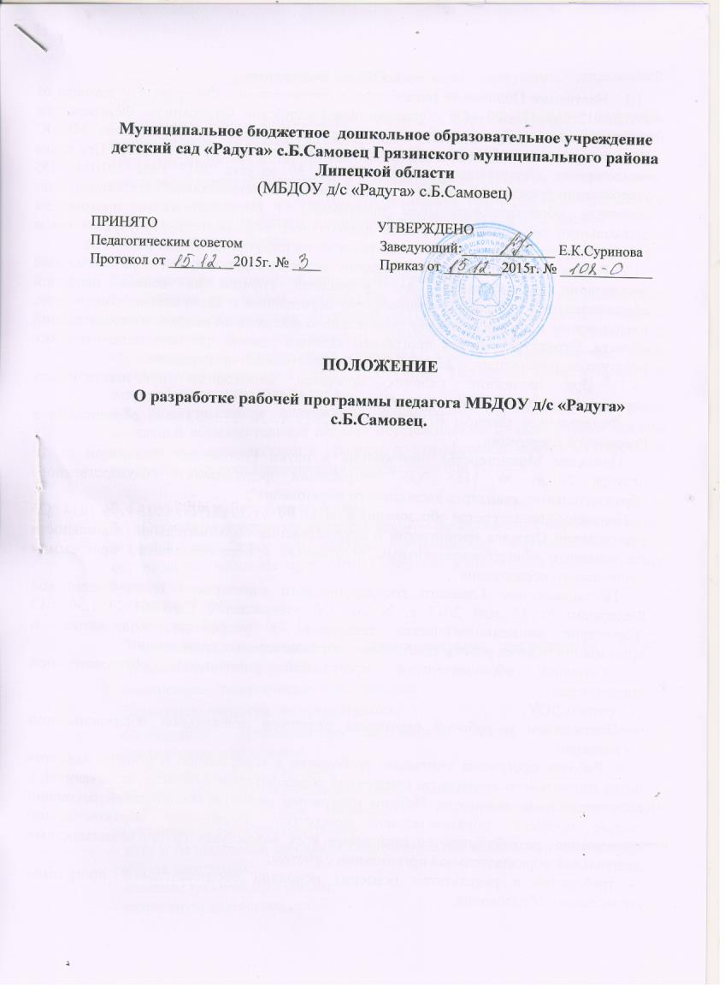 Муниципальное бюджетное дошкольное образовательное учреждение
детский сад «Радуга» с.Б.Самовец Грязинского муниципального района
Липецкой области
(МБДОУ д/с «Радуга» с.Б.Самовец)
ПРИНЯТО
Педагогическим советом
Протокол от 15.12. 2015г. № 3
УТВЕРЖДЕНО
Заведующий: Е.К.Суринова
Приказ от 15.12. 2015г. № 102-О
ПОЛОЖЕНИЕ
О разработке рабочей программы педагога МБДОУ д/с «Радуга»
с.Б.Самовец.